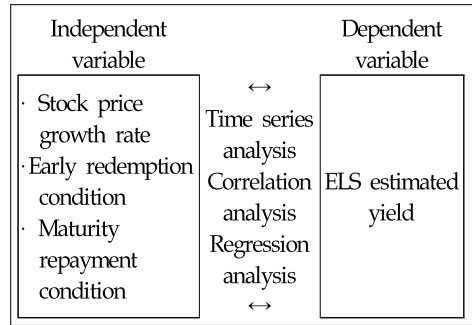 Independent
variable
· Stock price
growth rate
·Early redemption
condition
· Maturity
repayment
condition
↔
Time series
analysis
Correlation
analysis
Regression
analysis
↔
Dependent
variable
ELS estimated
yield